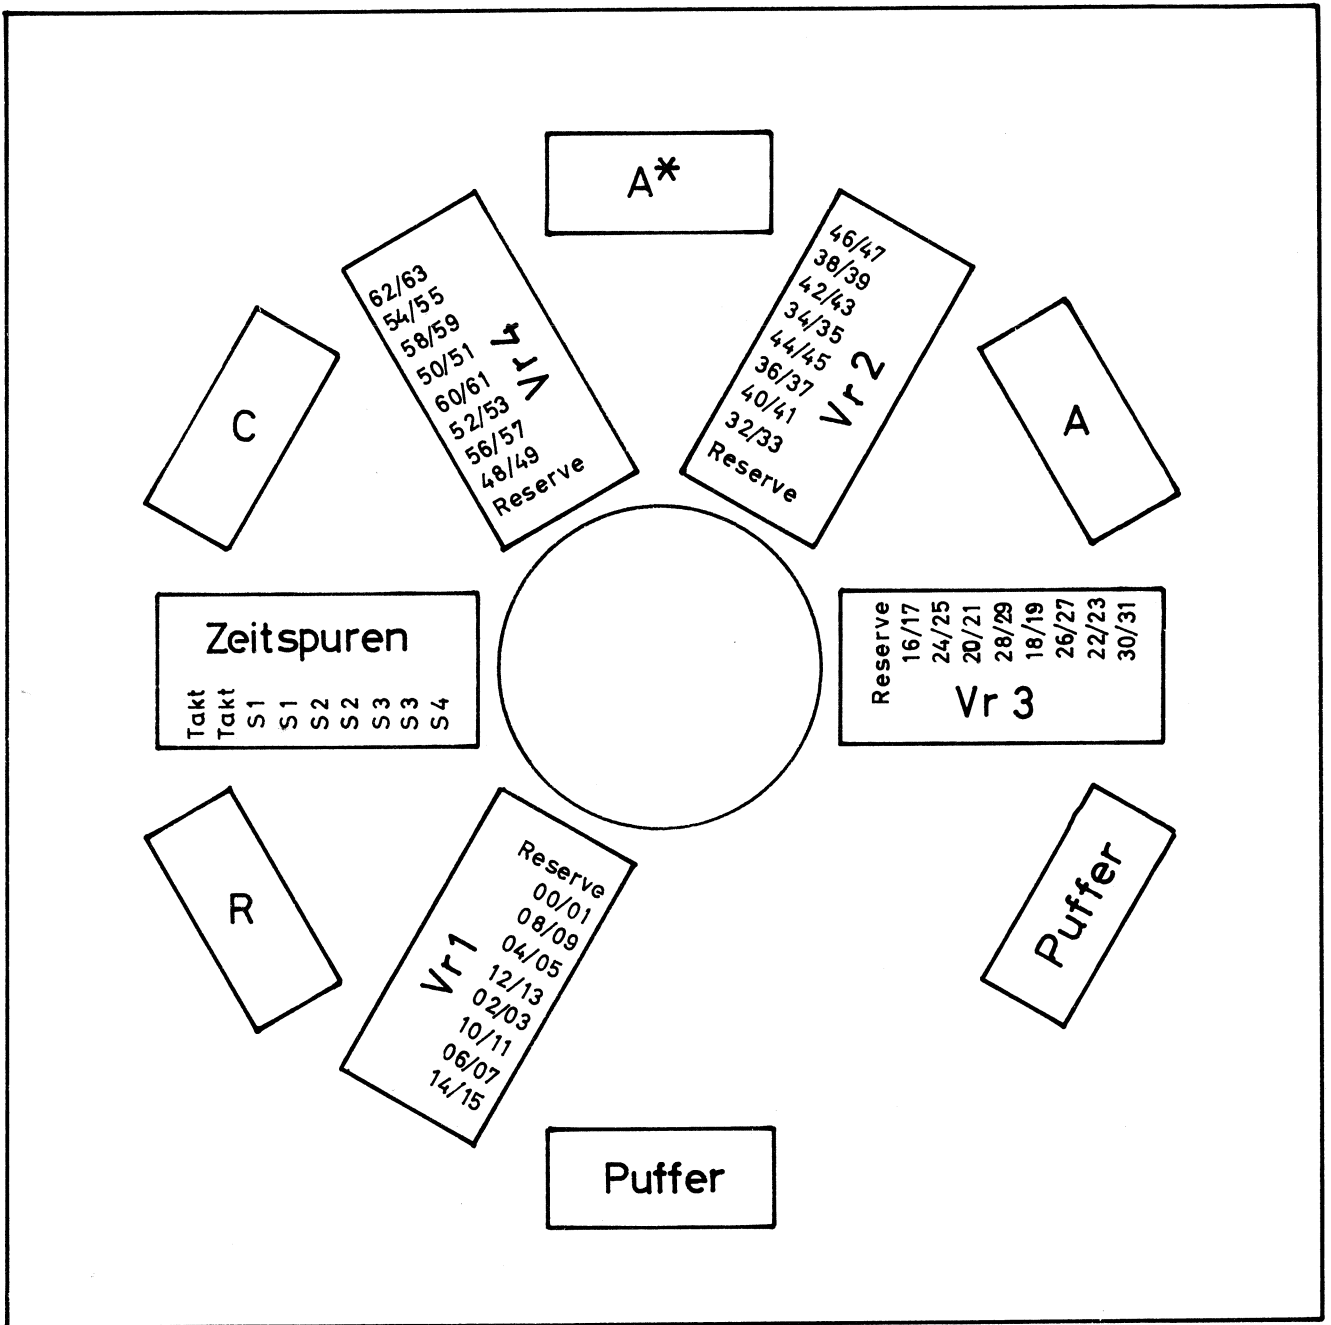 A*
62/63
54/55
58/59
50/51
60/61
52/53
56/57
48/49
Reserve
Vr4
46/47
38/39
42/43
34/35
44/45
36/37
40/41
32/33
Reserve
Vr 2
C
A
Zeitspuren
Takt
Takt
S1
S1
S2
S2
S3
S3
S4
Reserve
16/17
24/25
20/21
28/29
18/19
26/27
22/23
30/31
Vr 3
R
Reserve
00/01
08/09
04/05
12/13
02/03
10/11
06/07
14/15
Vr1
Puffer
Puffer